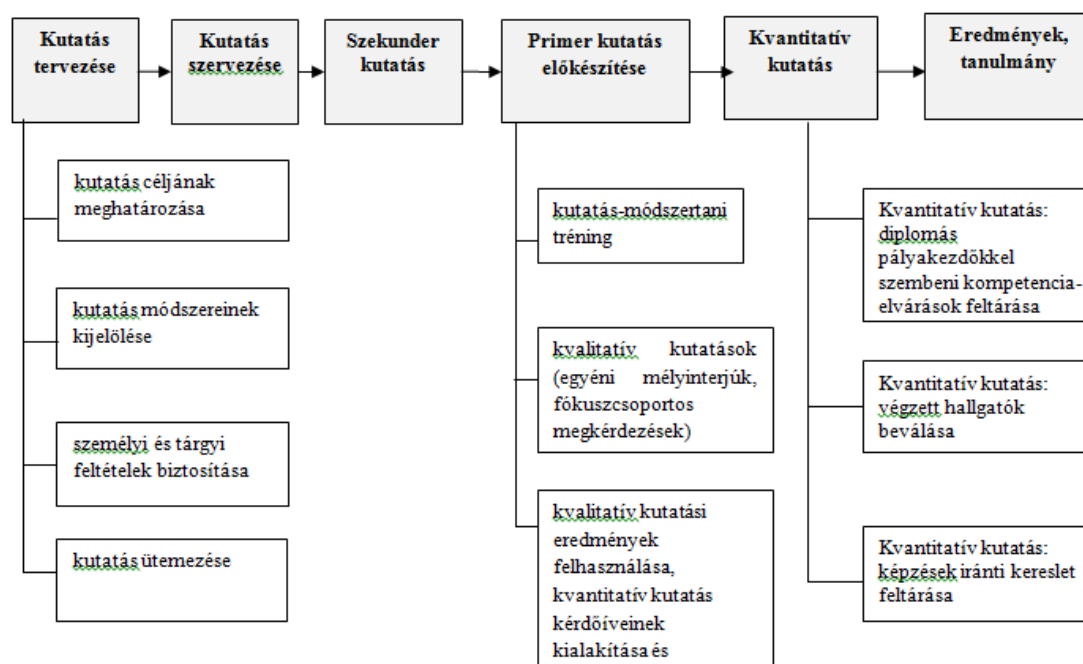 Kutatás
tervezése
Kutatás
szervezése
Szekunder
kutatás
Primer kutatás
előkészítése
Kvantitatív
kutatás
Eredmények,
tanulmány
kutatás céljának
meghatározása
kutatás módszereinek
kijelölése
személyi és tárgyi
feltételek biztosítása
kutatás ütemezése
kutatás-módszertani
tréning
kvalitatív kutatások
(egyéni mélyinterjúk,
fókuszcsoportos
megkérdezések)
kvalitatív kutatási
eredmények
felhasználása,
kvantitatív kutatás
kérdőíveinek
kialakítása és
Kvantitatív kutatás:
diplomás
pályakezdőkkel
szembeni kompetencia-
elvárások feltárása
Kvantitatív kutatás:
végzett hallgatók
beválása
Kvantitatív kutatás:
képzések iránti kereslet
feltárása